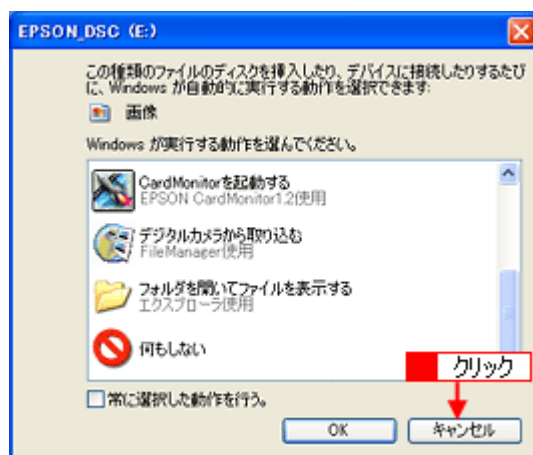 EPSON_DSC (E:)
この種類のファイルのディスクを挿入したり、デバイスに接続したりするたび
に、Windows が自動的に実行する動作を選択できます:
画像
Windows が実行する動作を選んでください。
CardMonitorを起動する
EPSON CardMonitor1.2使用
デジタルカメラから取り込む
FileManager使用
フォルダを開いてファイルを表示する
エクスプローラ使用
何もしない
クリック
常に選択した動作を行う。
OK
キャンセル